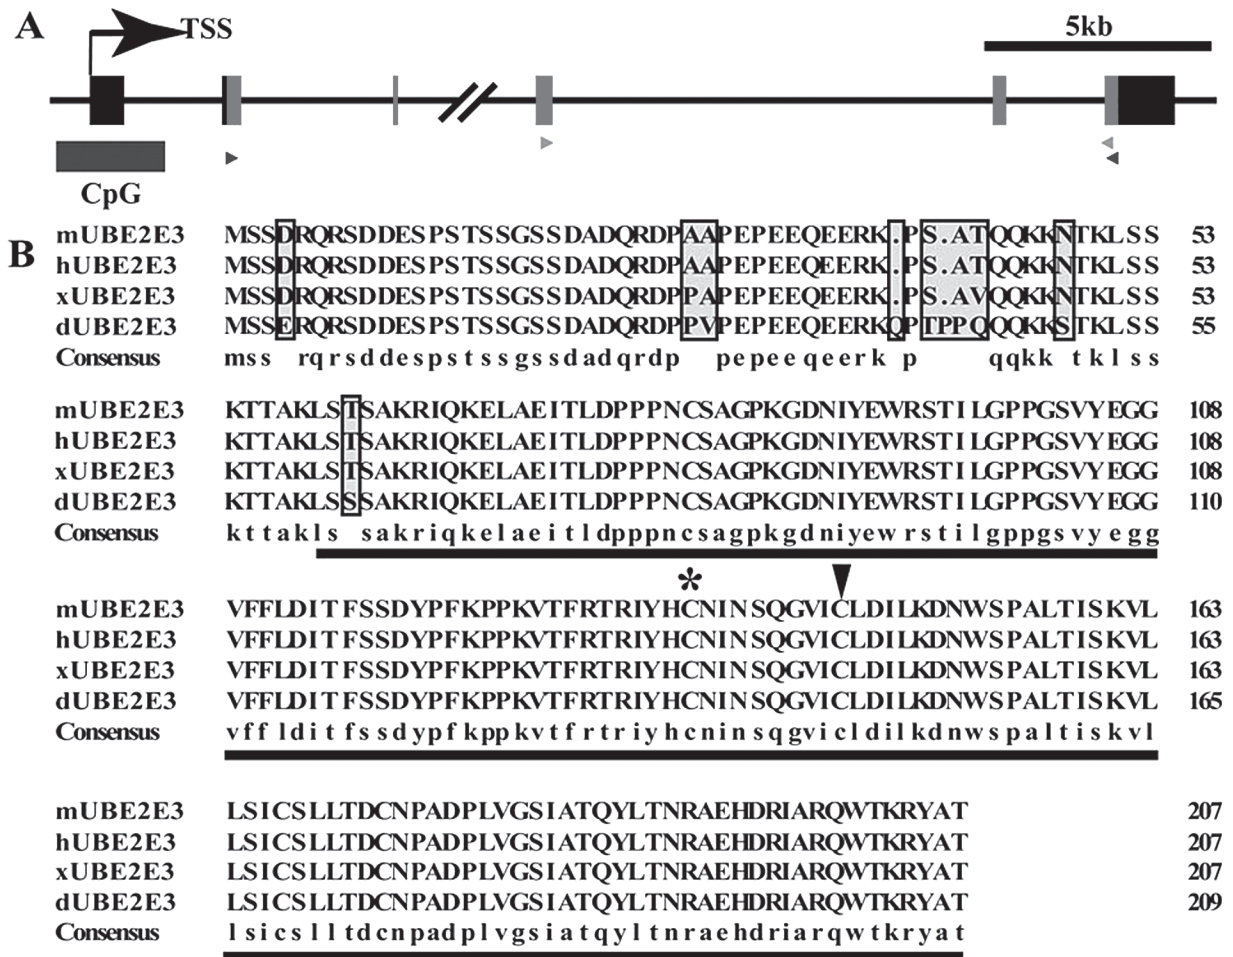 A
TSS
5kb
CpG
B
mUBE2E3 MSSDRQRSDDESPSTSSGSSDADQRDPAAPEPEEQEERK.PS.ATQQKKNTKLSS 53
hUBE2E3 MSSDRQRSDDESPSTSSGSSDADQRDPAAPEPEEQEERK.PS.ATQQKKNTKLSS 53
xUBE2E3 MSSDRQRSDDESPSTSSGSSDADQRDPPAPEPEEQEERK.PS.AVQQKKNTKLSS 53
dUBE2E3 MSSERQRSDDESPSTSSGSSDADQRDPPVPEPEEQEERKQPTPPQQQKKSTKLSS 55
Consensus mss rqrsddespstssgssdadqrdp pepeeqeerk p qqkk tklss
mUBE2E3 KTTAKLSTSAKRIQKELAEITLDPPPNCSAGPKGDNIYEWRSTILGPPGSVYEGG 108
hUBE2E3 KTTAKLSTSAKRIQKELAEITLDPPPNCSAGPKGDNIYEWRSTILGPPGSVYEGG 108
xUBE2E3 KTTAKLSTSAKRIQKELAEITLDPPPNCSAGPKGDNIYEWRSTILGPPGSVYEGG 108
dUBE2E3 KTTAKLSSSAKRIQKELAEITLDPPPNCSAGPKGDNIYEWRSTILGPPGSVYEGG 110
Consensus kttakls sakriqkelaeitldpppncsagpkgdniyewrstilgppgsvyegg
*
mUBE2E3 VFFLDITFSSDYPFKPPKVTFRTRIYHCNINSQGVICLDILKDNWSPALTISKVL 163
hUBE2E3 VFFLDITFSSDYPFKPPKVTFRTRIYHCNINSQGVICLDILKDNWSPALTISKVL 163
xUBE2E3 VFFLDITFSSDYPFKPPKVTFRTRIYHCNINSQGVICLDILKDNWSPALTISKVL 163
dUBE2E3 VFFLDITFSSDYPFKPPKVTFRTRIYHCNINSQGVICLDILKDNWSPALTISKVL 165
Consensus vfflditfssdypfkppkvtfrtriyhcninsqgvicldilkdnwspaltiskvl
mUBE2E3 LSICSLLTDCNPADPLVGSIATQYLTNRAEHDRIARQWTKRYAT 207
hUBE2E3 LSICSLLTDCNPADPLVGSIATQYLTNRAEHDRIARQWTKRYAT 207
xUBE2E3 LSICSLLTDCNPADPLVGSIATQYLTNRAEHDRIARQWTKRYAT 207
dUBE2E3 LSICSLLTDCNPADPLVGSIATQYLTNRAEHDRIARQWTKRYAT 209
Consensus lsicslltdcnpadplvgsiatqyltnraehdriarqwtkryat